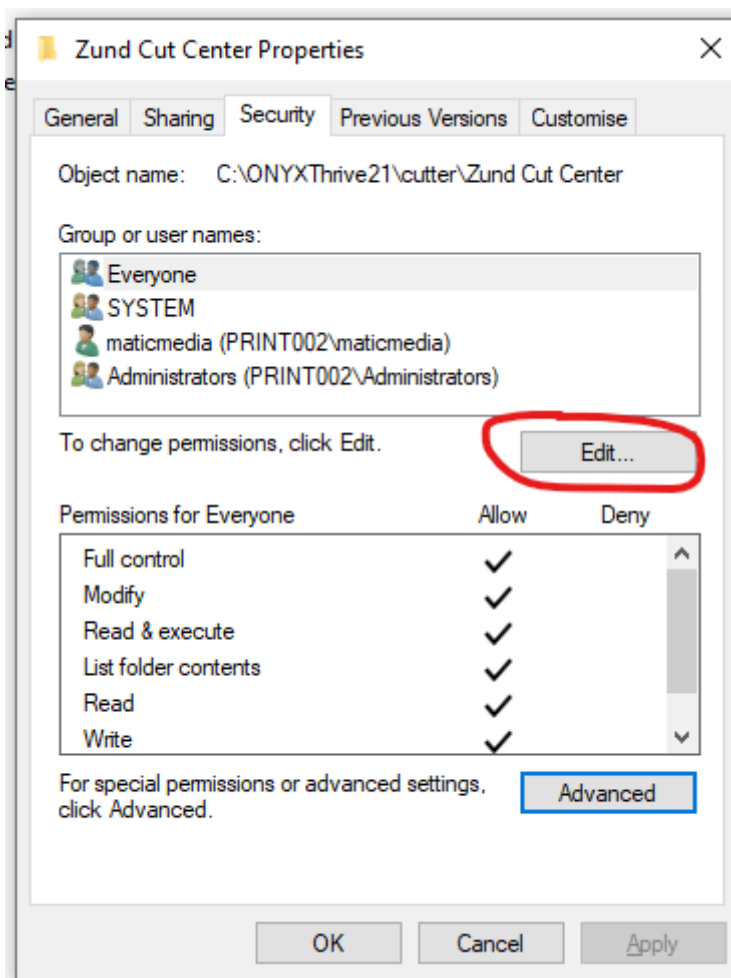 d
e
Zund Cut Center Properties
General Sharing Security Previous Versions Customise
Object name: C:\ONYXThrive21\cutter\Zund Cut Center
Group or user names:
Everyone
SYSTEM
maticmedia (PRINT002\maticmedia)
Administrators (PRINT002\Administrators)
To change permissions, click Edit.
Edit...
Permissions for Everyone Allow Deny
Full control
Modify
Read & execute
List folder contents
Read
Write
For special permissions or advanced settings,
click Advanced.
Advanced
OK Cancel Apply